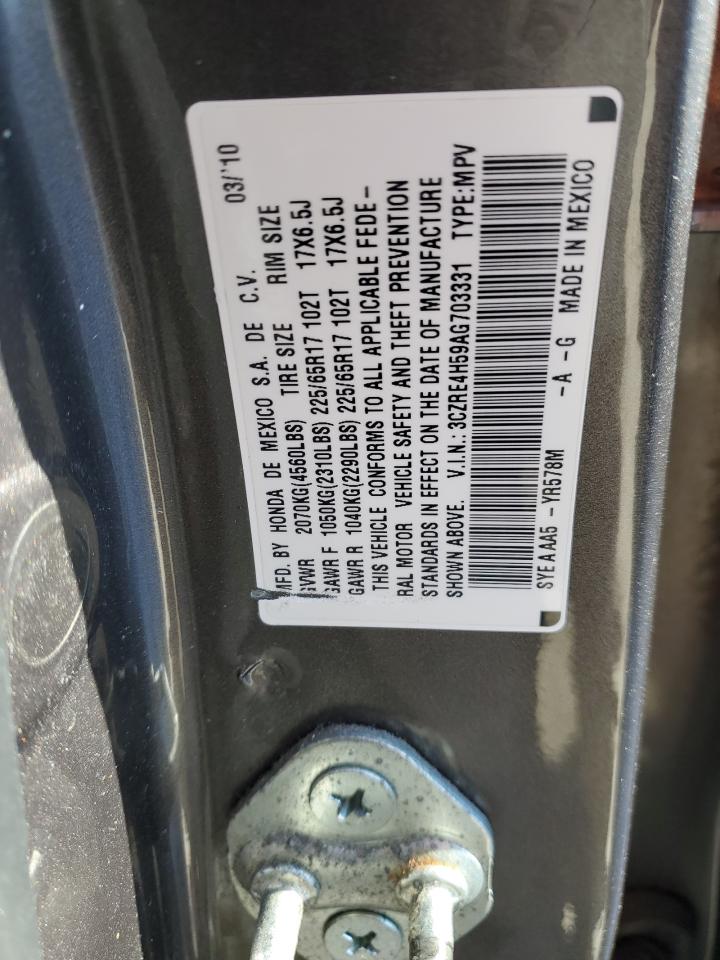 03/'10
MFD. BY HONDA DE MEXICO S.A. DE C.V.
GVWR 2070KG(4560LBS) TIRE SIZE RIM SIZE
GAWR F 1050KG(2310LBS) 225/65R17 102T 17X6.5J
GAWR R 1040KG(2290LBS) 225/65R17 102T 17X6.5J
THIS VEHICLE CONFORMS TO ALL APPLICABLE FEDE-
RAL MOTOR VEHICLE SAFETY AND THEFT PREVENTION
STANDARDS IN EFFECT ON THE DATE OF MANUFACTURE
SHOWN ABOVE. V.I.N.: 3CZRE4H59AG703331 TYPE:MPV
SYEAAA5 -YR578M -A -G MADE IN MEXICO